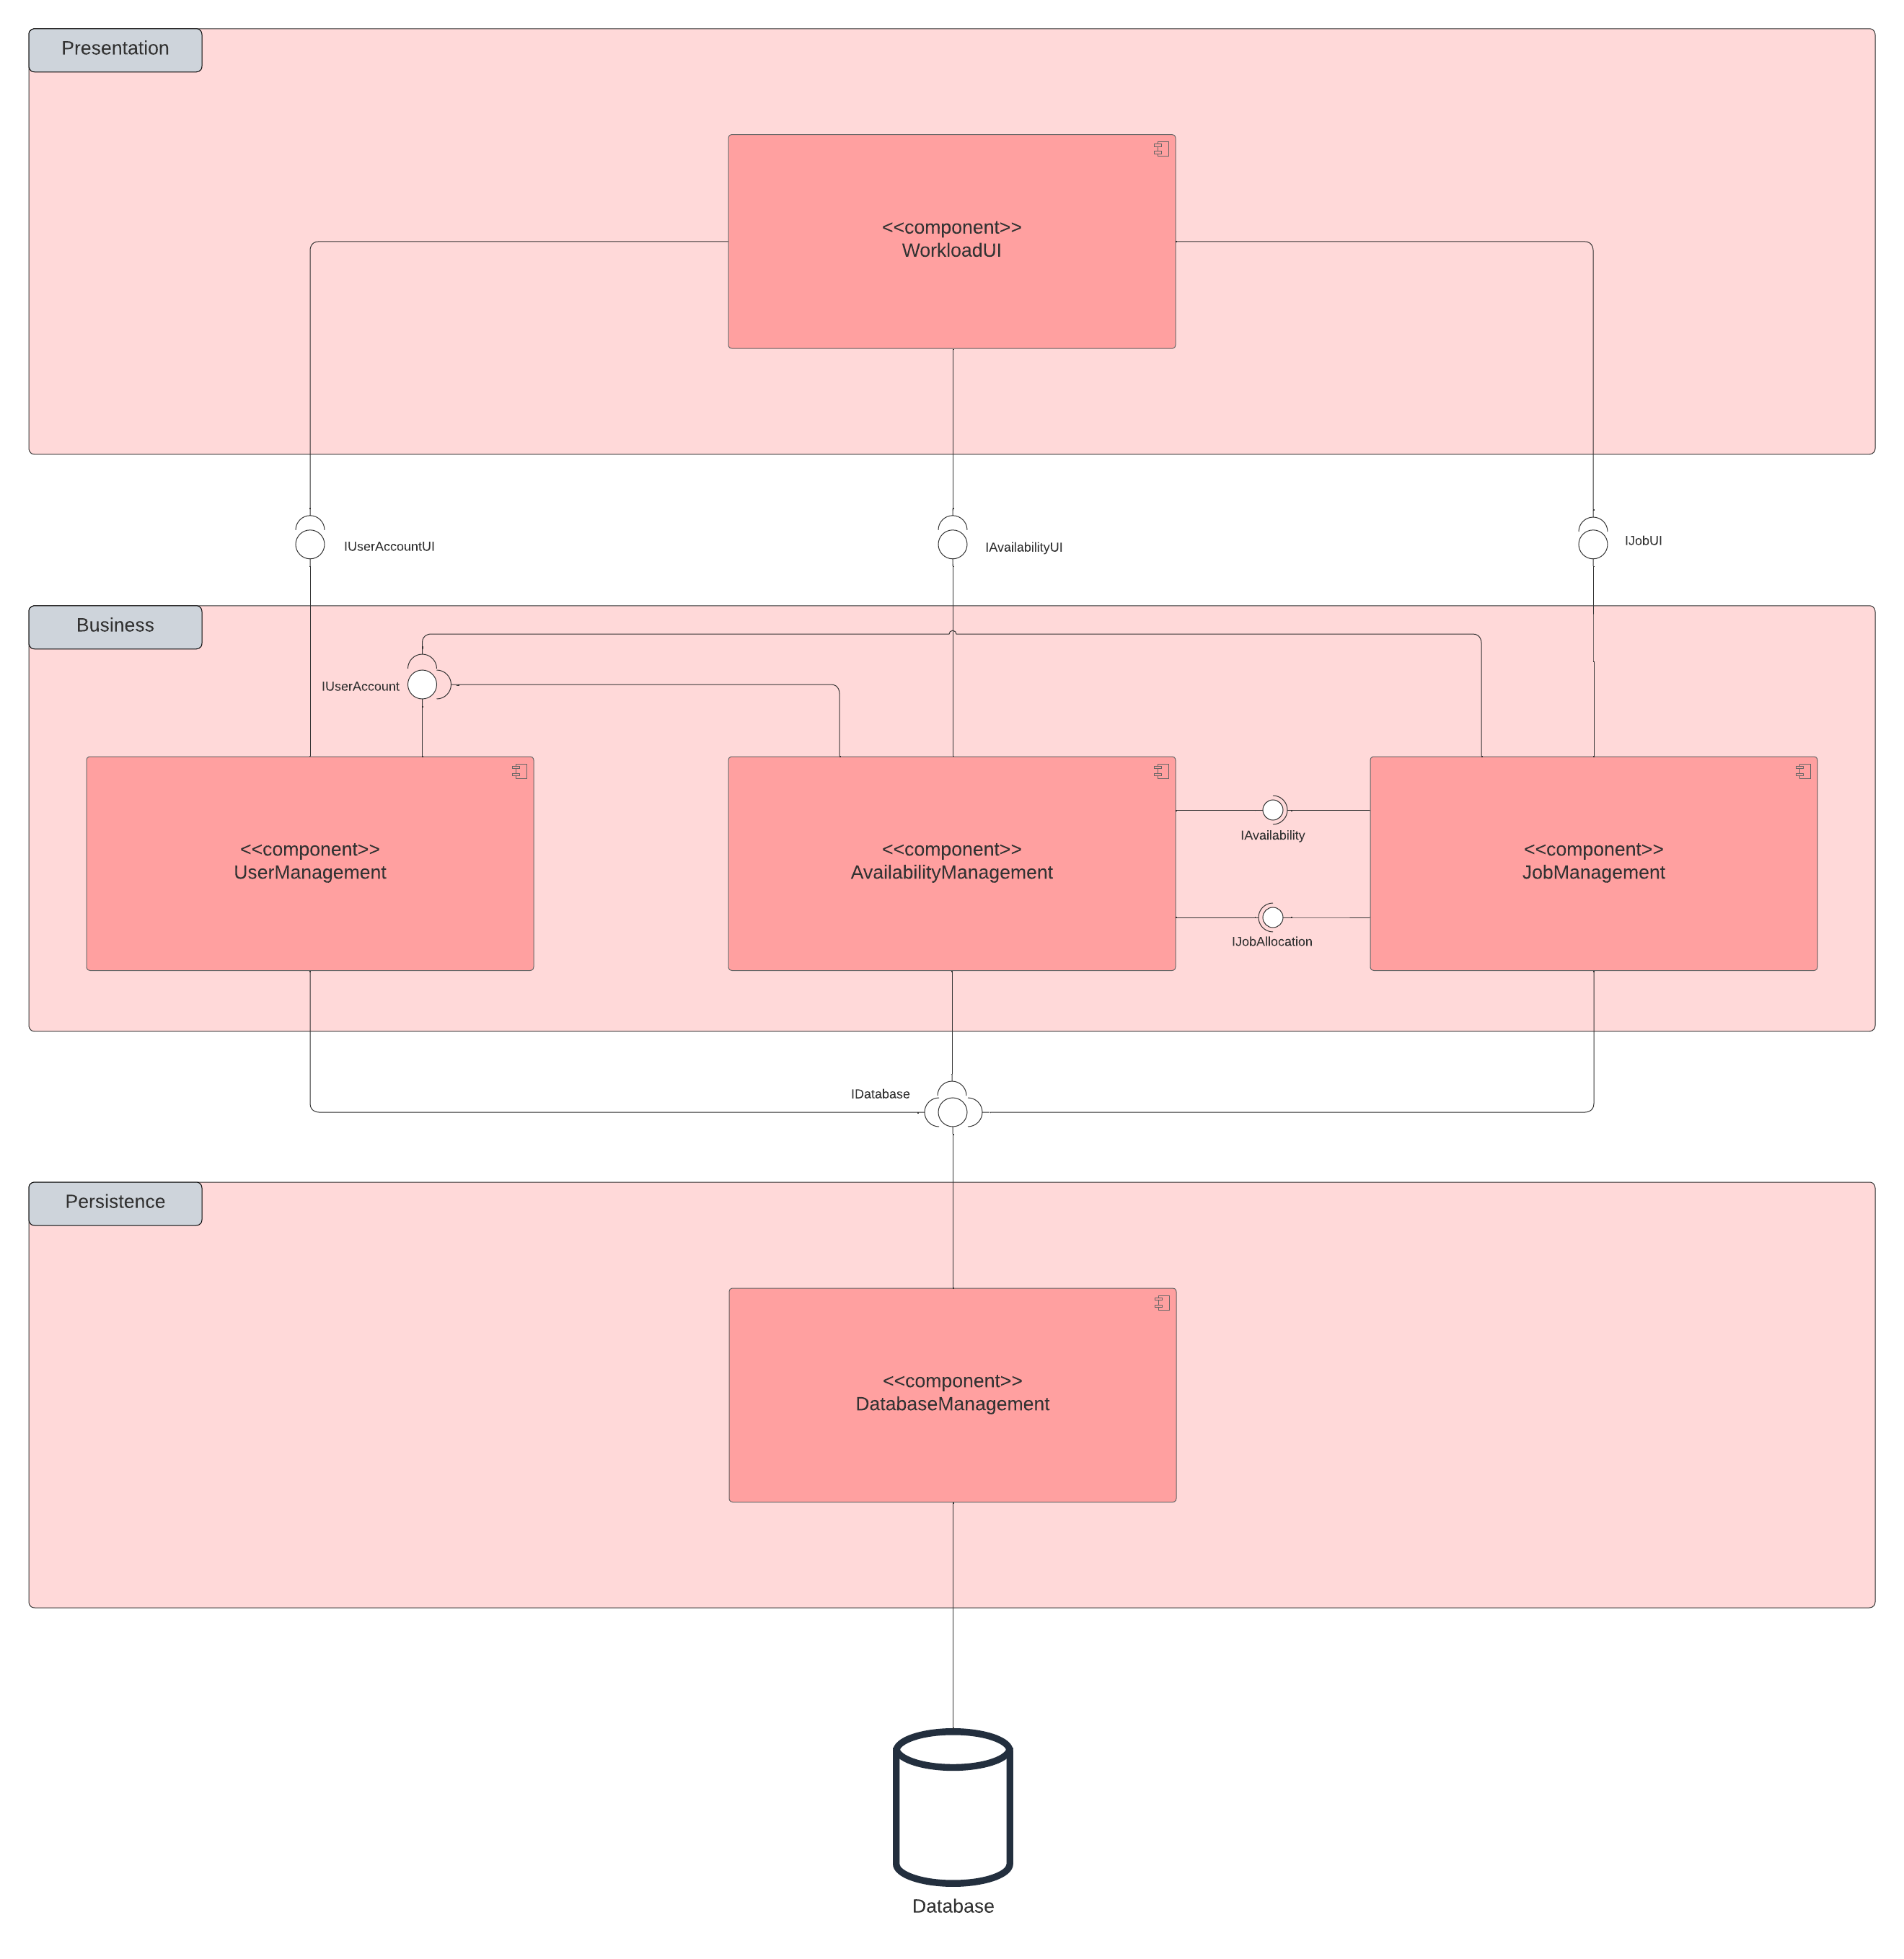 Presentation
<<component>>
WorkloadUI
IUserAccountUI
IAvailabilityUI
IJobUI
Business
IUserAccount
<<component>>
UserManagement
<<component>>
AvailabilityManagement
IAvailability
IJobAllocation
<<component>>
JobManagement
IDatabase
Persistence
<<component>>
DatabaseManagement
Database